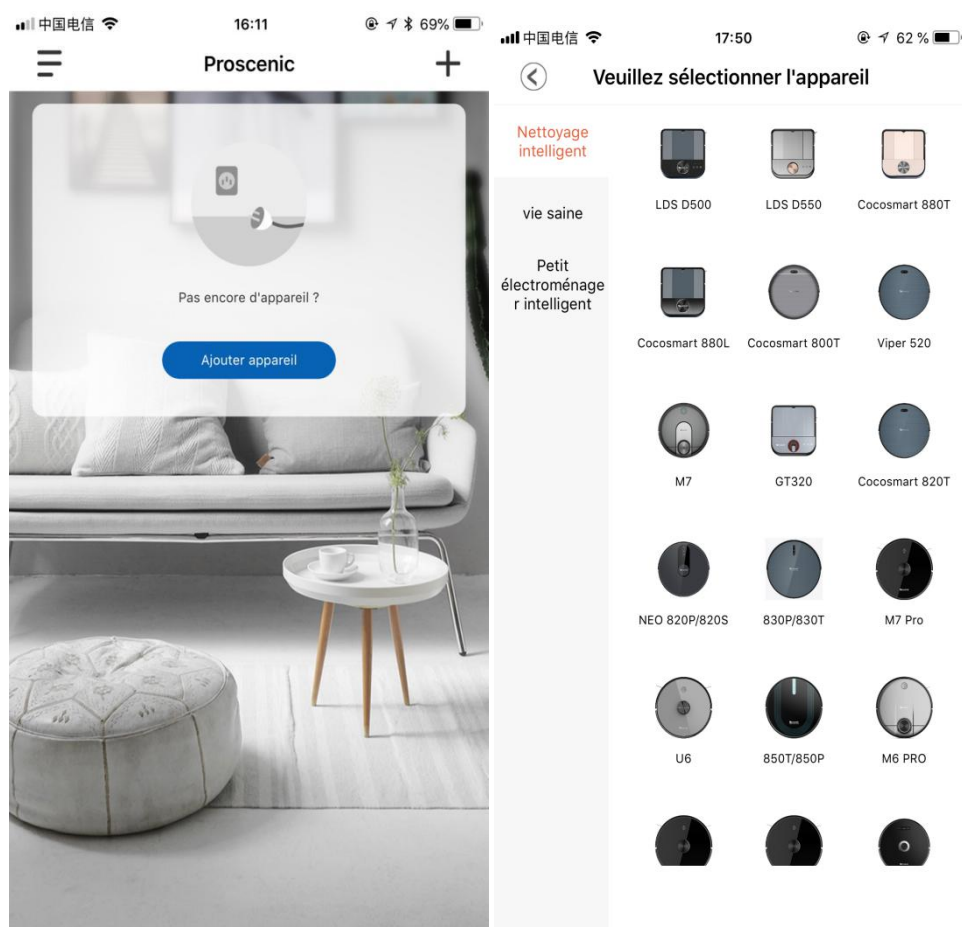 中国电信
16:11
69%
Proscenic
Pas encore d'appareil ?
Ajouter appareil
中国电信
17:50
62 %
Veuillez sélectionner l'appareil
Nettoyage
intelligent
vie saine
Petit
électroménage
r intelligent
LDS D500
LDS D550
Cocosmart 880T
Cocosmart 880L
Cocosmart 800T
Viper 520
M7
GT320
Cocosmart 820T
NEO 820P/820S
830P/830T
M7 Pro
U6
850T/850P
M6 PRO